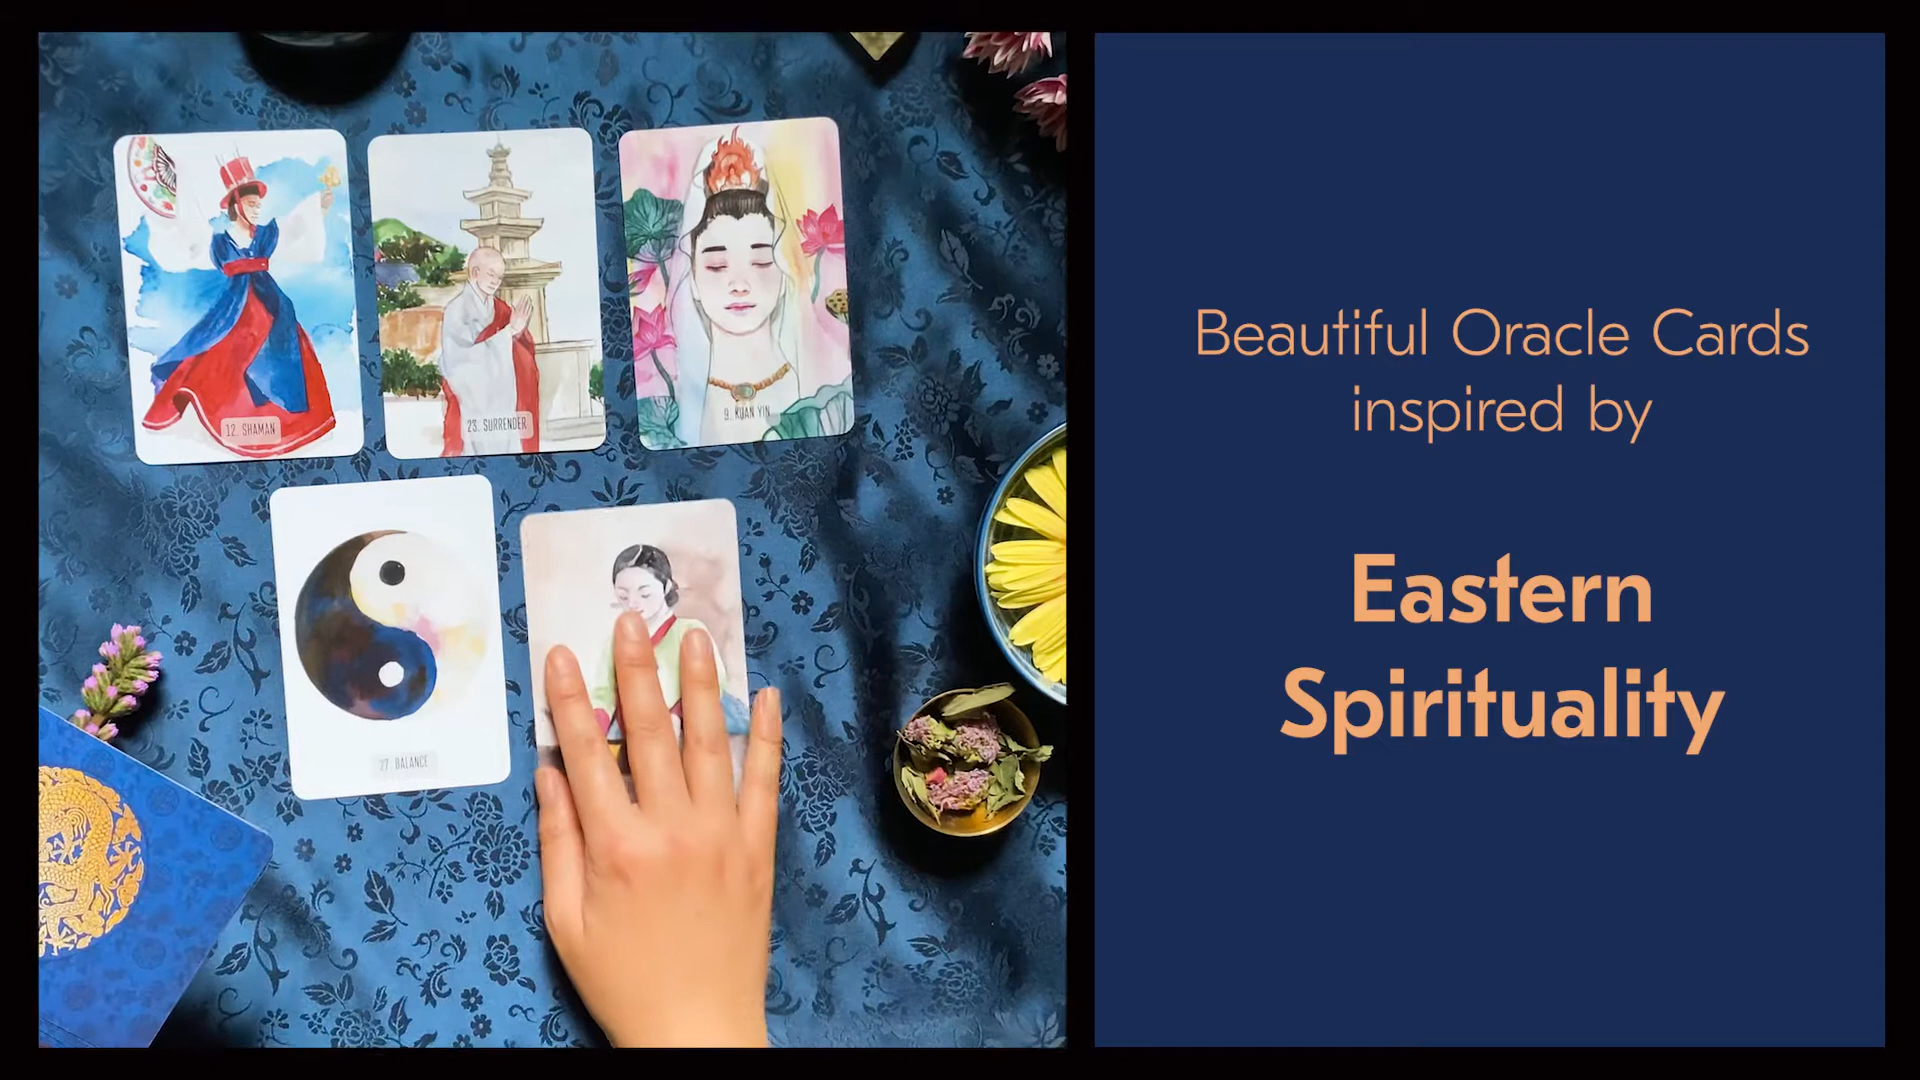 12. SHAMAN
23. SURRENDER
9. KUAN YIN
27. BALANCE
Beautiful Oracle Cards
inspired by
Eastern
Spirituality